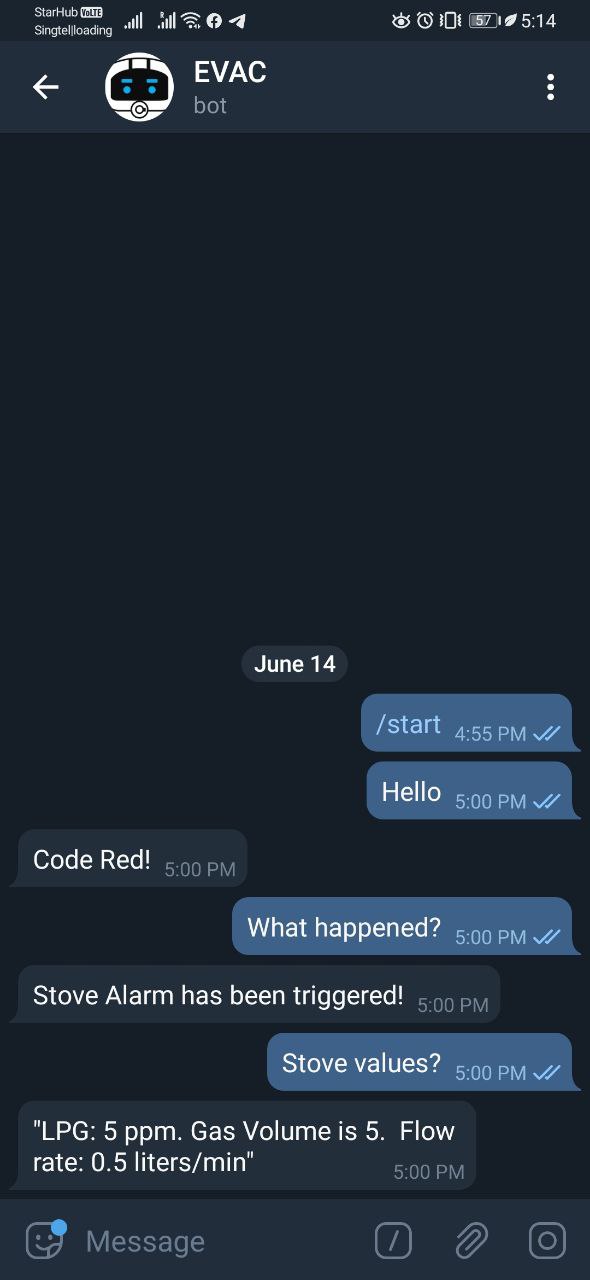 StarHub VoLTE
Singtel|loading
57 5:14
EVAC
bot
June 14
/start 4:55 PM
Hello 5:00 PM
Code Red! 5:00 PM
What happened? 5:00 PM
Stove Alarm has been triggered! 5:00 PM
Stove values? 5:00 PM
"LPG: 5 ppm. Gas Volume is 5.  Flow
rate: 0.5 liters/min" 5:00 PM
Message